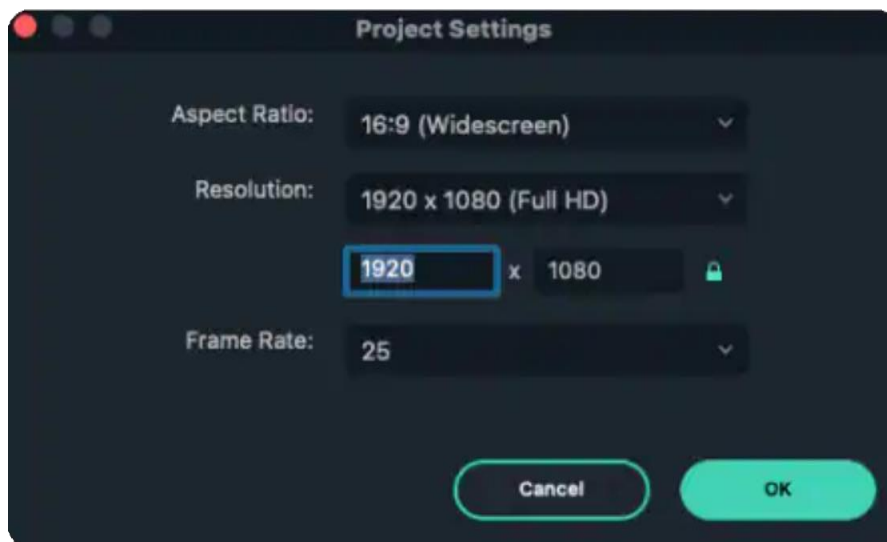 Project Settings
Aspect Ratio: 16:9 (Widescreen)
Resolution: 1920 x 1080 (Full HD)
1920 x 1080
Frame Rate: 25
Cancel OK